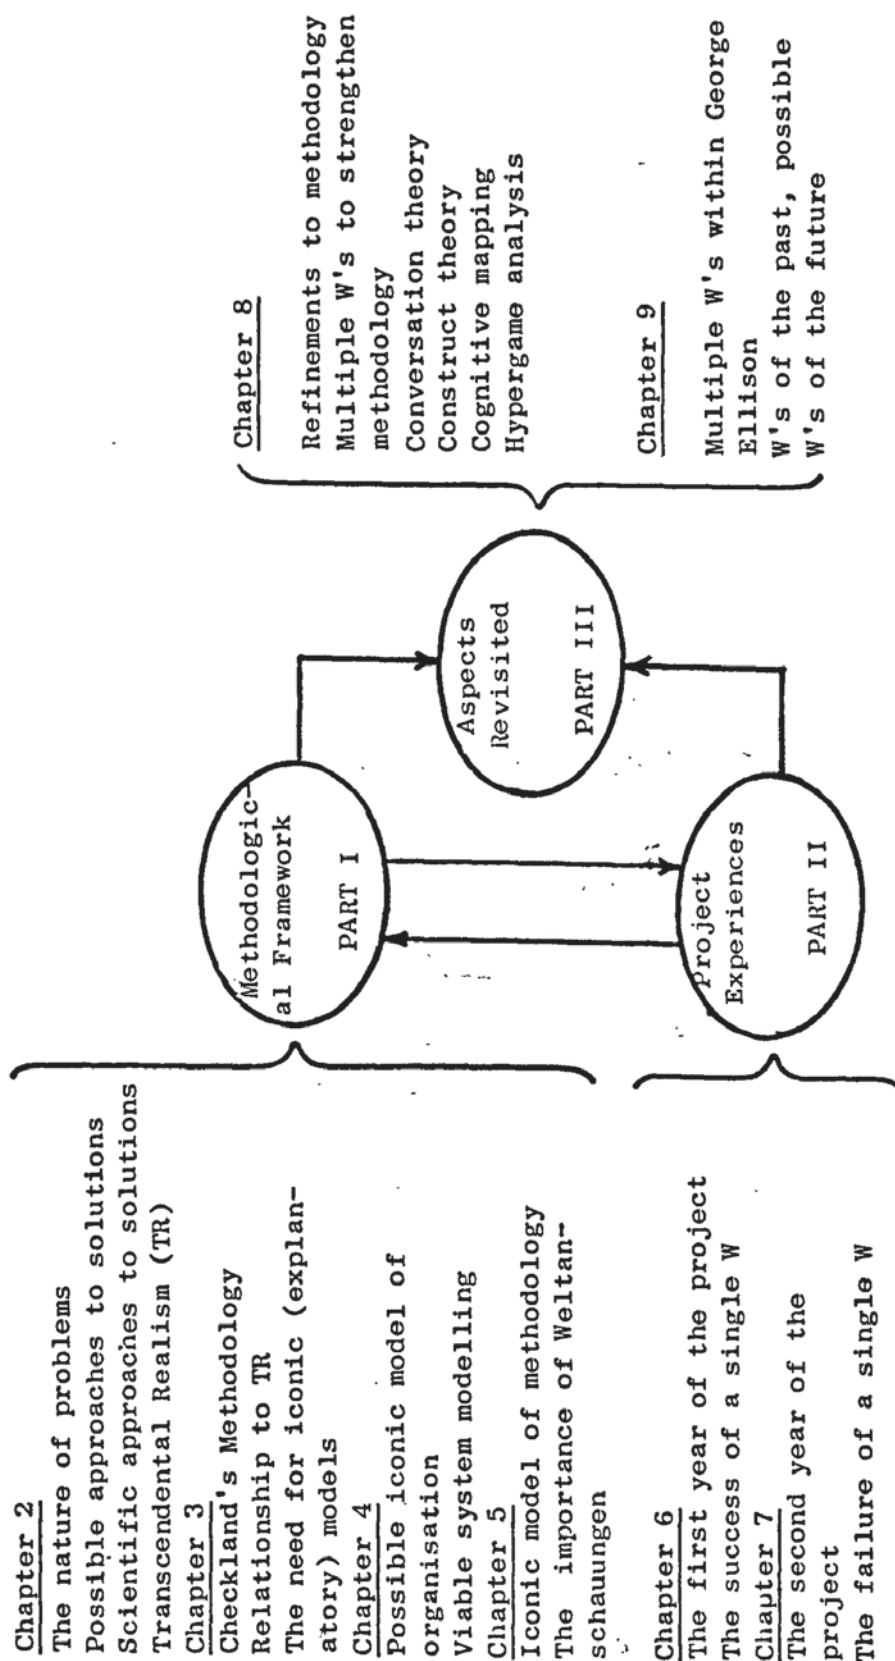 Chapter 2
The nature of problems
Possible approaches to solutions
Scientific approaches to solutions
Transcendental Realism (TR)
Chapter 3
Checkland's Methodology
Relationship to TR
The need for iconic (explan-
atory) models
Chapter 4
Possible iconic model of
organisation
Viable system modelling
Chapter 5
Iconic model of methodology
The importance of Weltan-
schauungen
Chapter 6
The first year of the project
The success of a single W
Chapter 7
The second year of the
project
The failure of a single W
Methodologic-
al Framework
PART I
Project
Experiences
PART II
Aspects
Revisited
PART III
Chapter 8
Refinements to methodology
Multiple W's to strengthen
methodology
Conversation theory
Construct theory
Cognitive mapping
Hypergame analysis
Chapter 9
Multiple W's within George
Ellison
W's of the past, possible
W's of the future